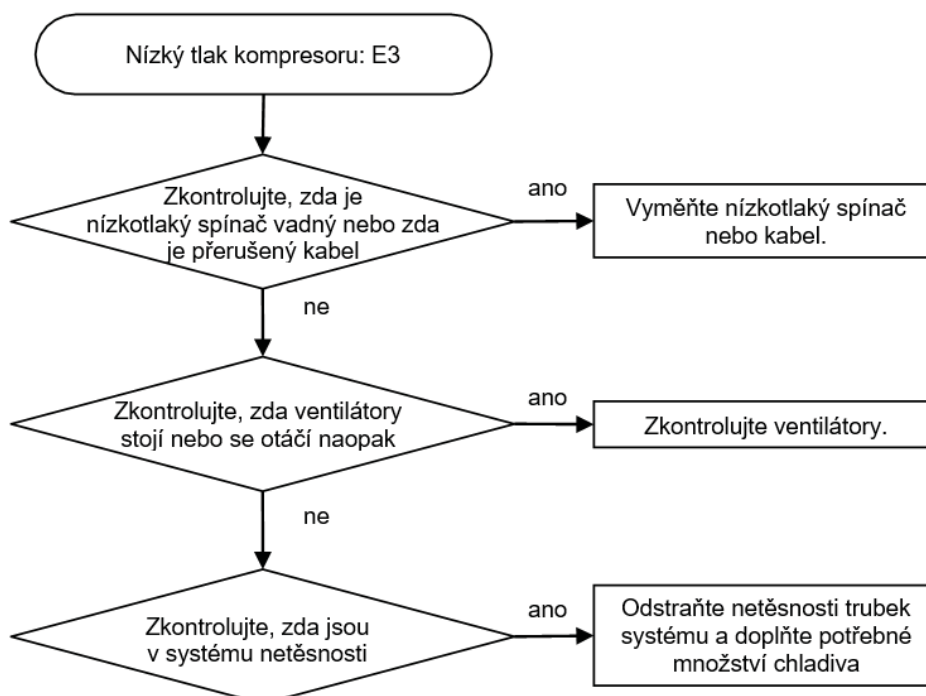 Nízký tlak kompresoru: E3
Zkontrolujte, zda je
nízkotlaký spínač vadný nebo zda
je přerušený kabel
ano
Vyměňte nízkotlaký spínač
nebo kabel.
ne
Zkontrolujte, zda ventilátory
stojí nebo se otáčí naopak
ano
Zkontrolujte ventilátory.
ne
Zkontrolujte, zda jsou
v systému netěsnosti
ano
Odstraňte netěsnosti trubek
systému a doplňte potřebné
množství chladiva